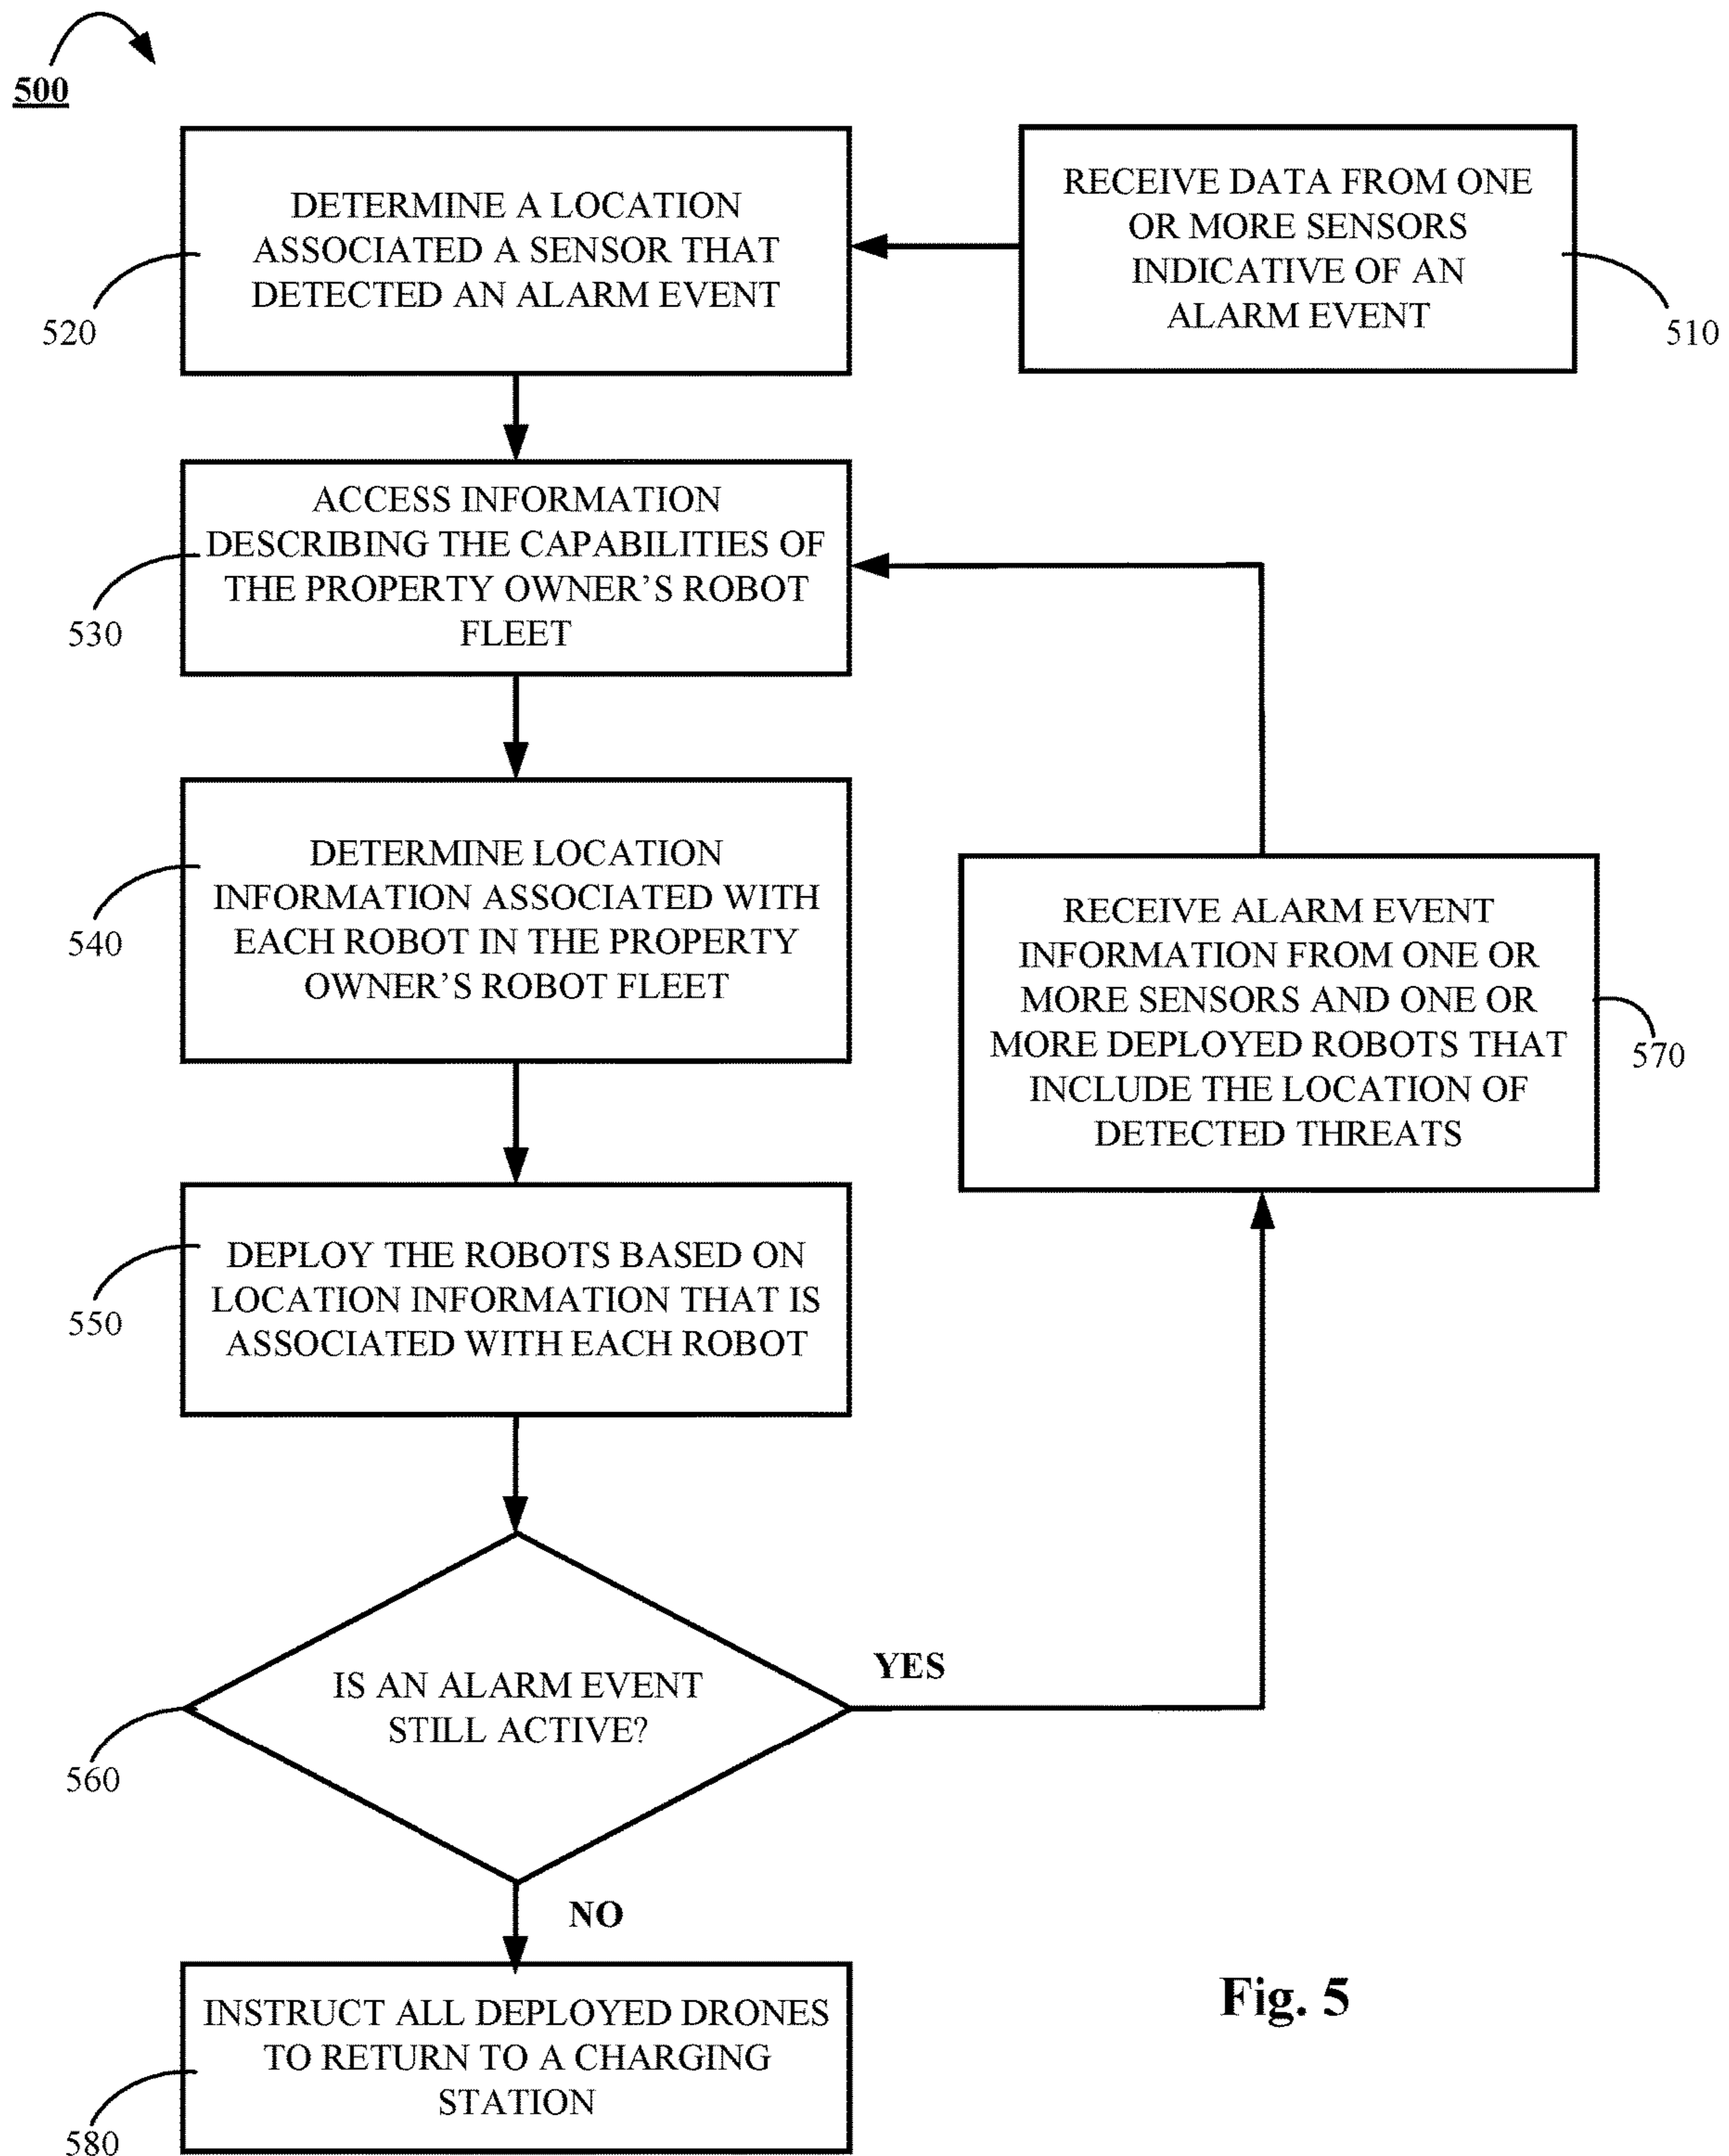 500
RECEIVE DATA FROM ONE
OR MORE SENSORS
INDICATIVE OF AN
ALARM EVENT
510
DETERMINE A LOCATION
ASSOCIATED A SENSOR THAT
DETECTED AN ALARM EVENT
520
ACCESS INFORMATION
DESCRIBING THE CAPABILITIES OF
THE PROPERTY OWNER’S ROBOT
FLEET
530
DETERMINE LOCATION
INFORMATION ASSOCIATED WITH
EACH ROBOT IN THE PROPERTY
OWNER’S ROBOT FLEET
540
DEPLOY THE ROBOTS BASED ON
LOCATION INFORMATION THAT IS
ASSOCIATED WITH EACH ROBOT
550
IS AN ALARM EVENT
STILL ACTIVE?
560
YES
RECEIVE ALARM EVENT
INFORMATION FROM ONE OR
MORE SENSORS AND ONE OR
MORE DEPLOYED ROBOTS THAT
INCLUDE THE LOCATION OF
DETECTED THREATS
570
NO
INSTRUCT ALL DEPLOYED DRONES
TO RETURN TO A CHARGING
STATION
580
Fig. 5